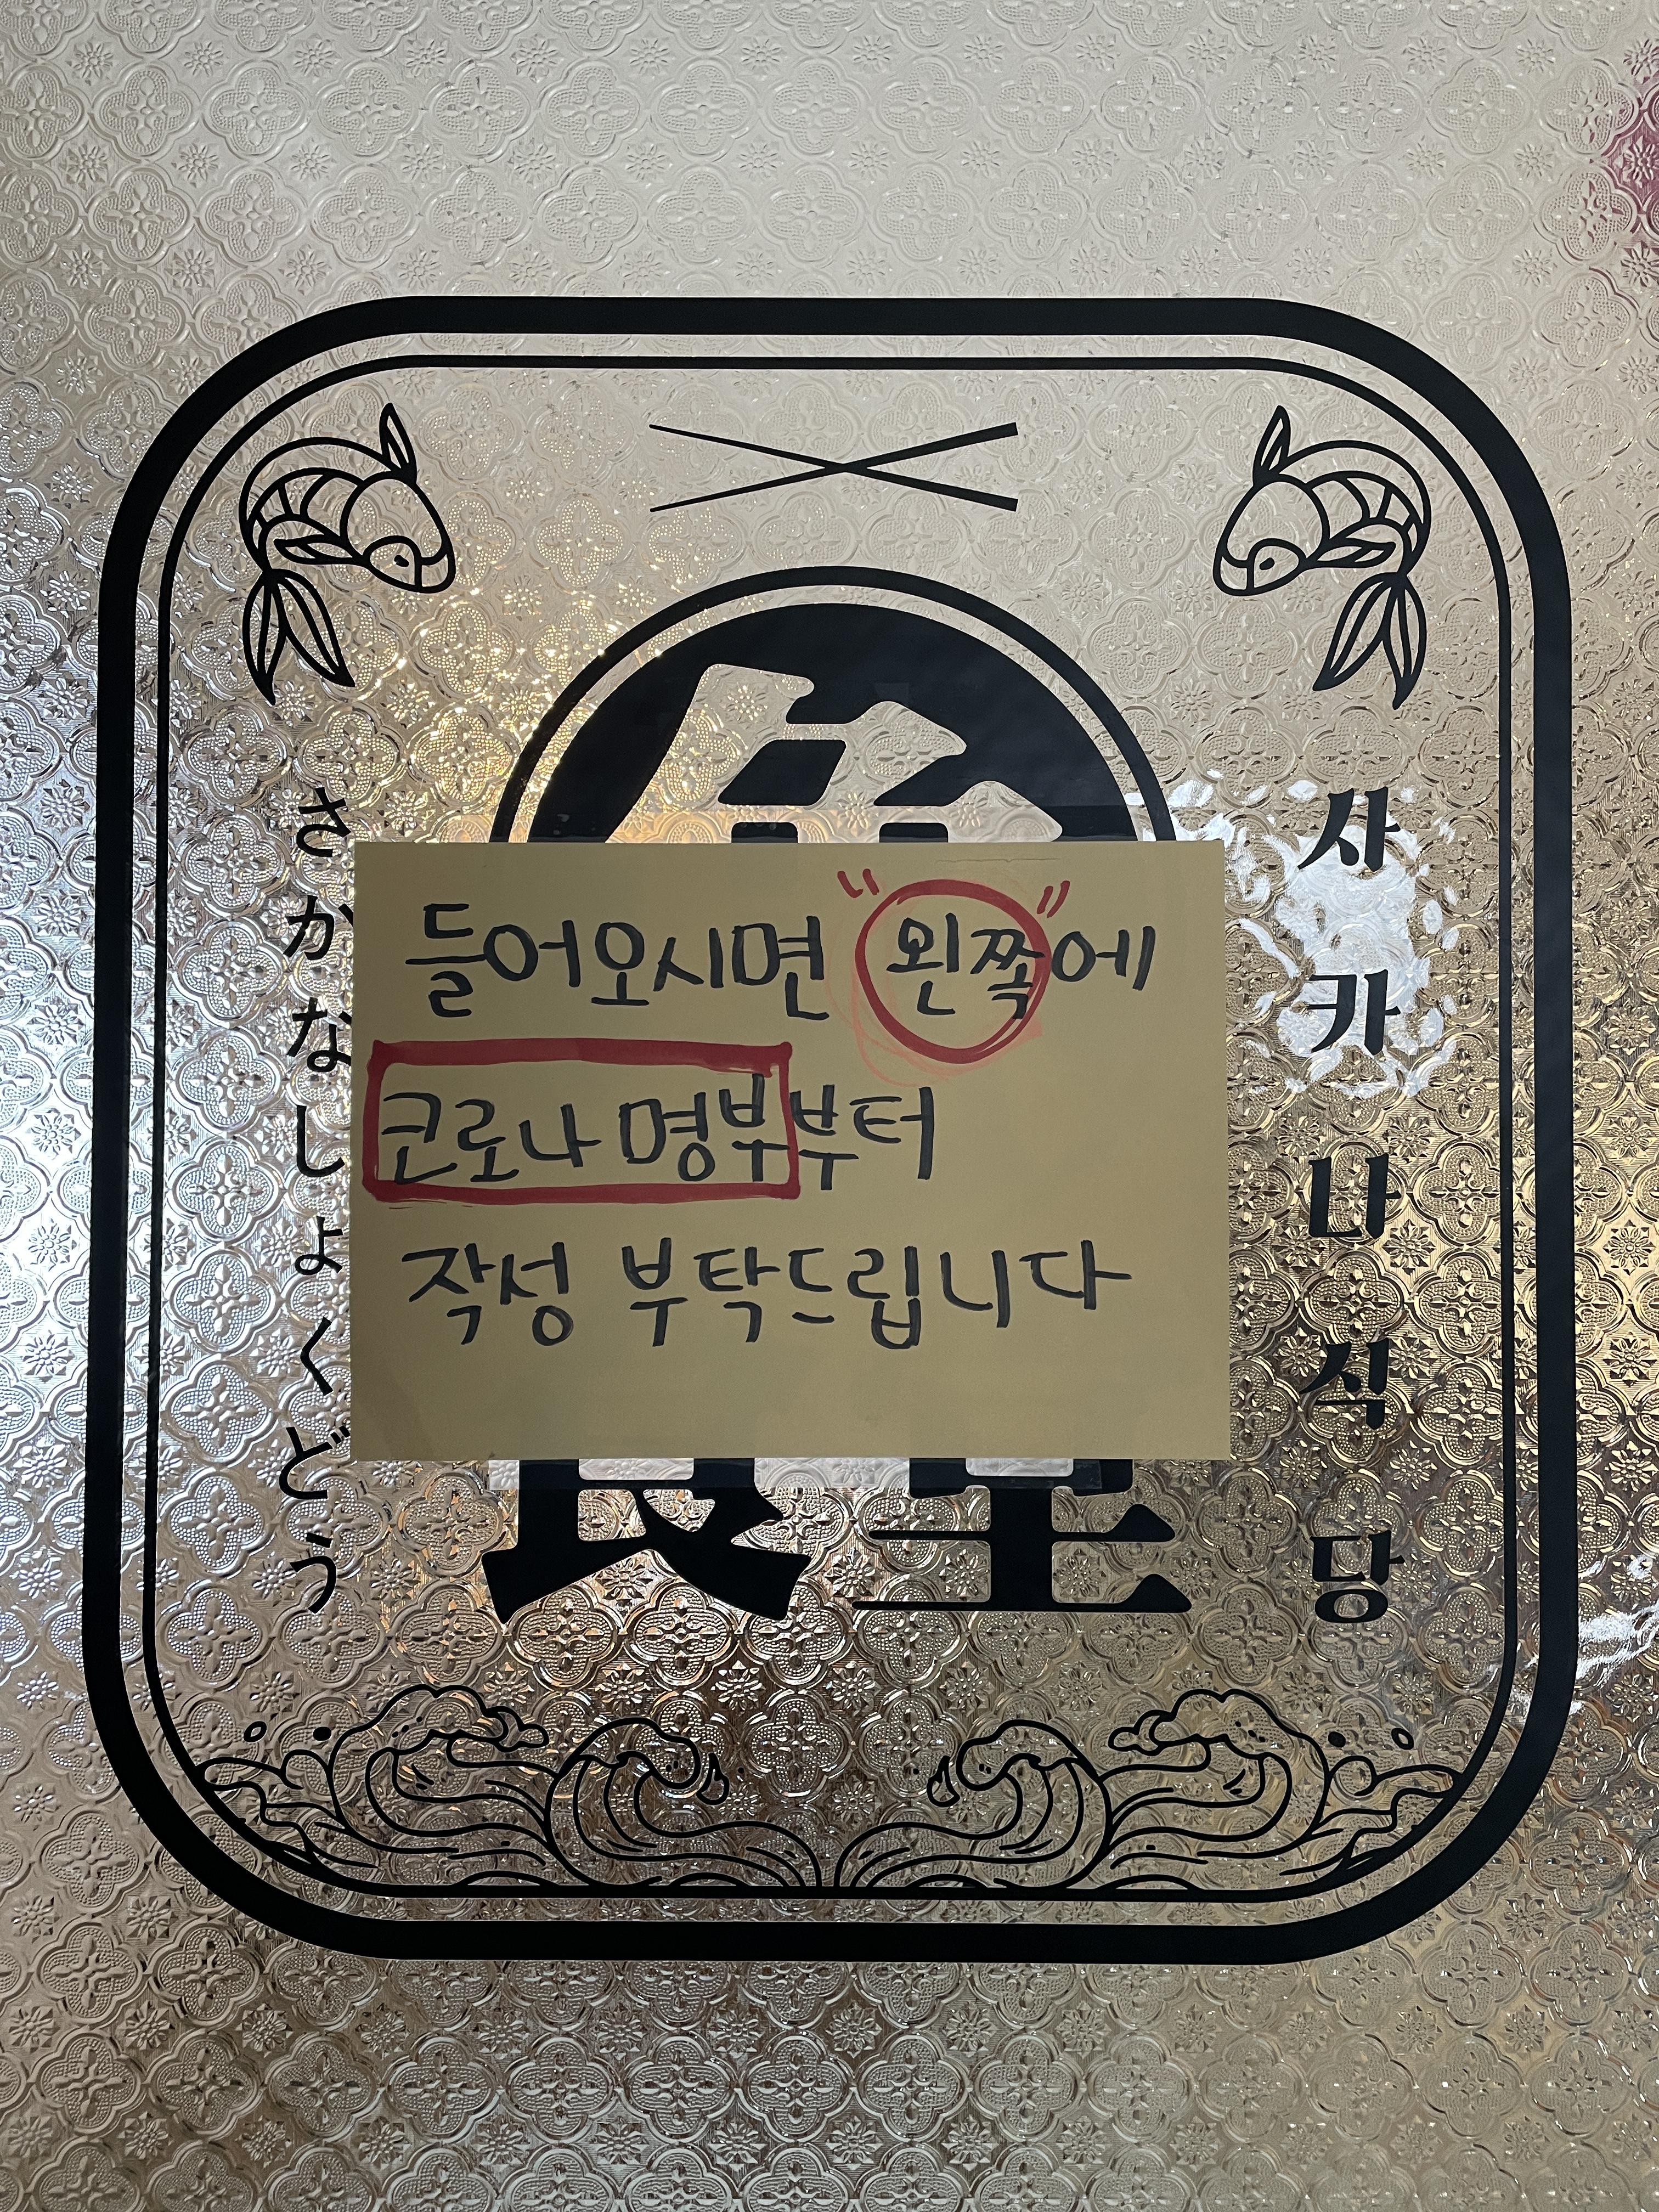 さかなしょくどう
들어오시면 "왼쪽"에
코로나 명부부터
작성 부탁드립니다
사카나식당